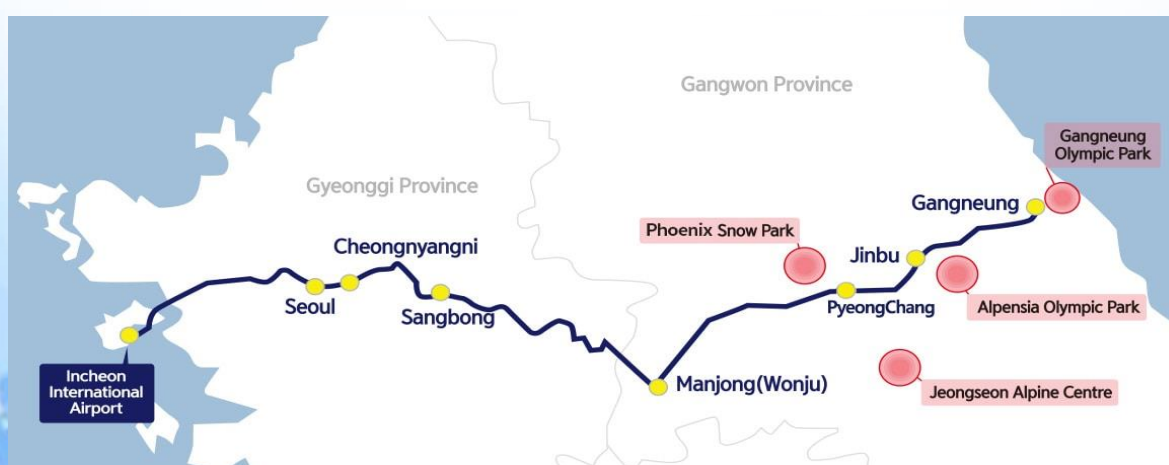 Gangwon Province
Gangneung
Olympic Park
Gyeonggi Province
Gangneung
Phoenix Snow Park
Cheongnyangni
Jinbu
Seoul
Sangbong
PyeongChang
Alpensia Olympic Park
Incheon
International
Airport
Manjong(Wonju)
Jeongseon Alpine Centre